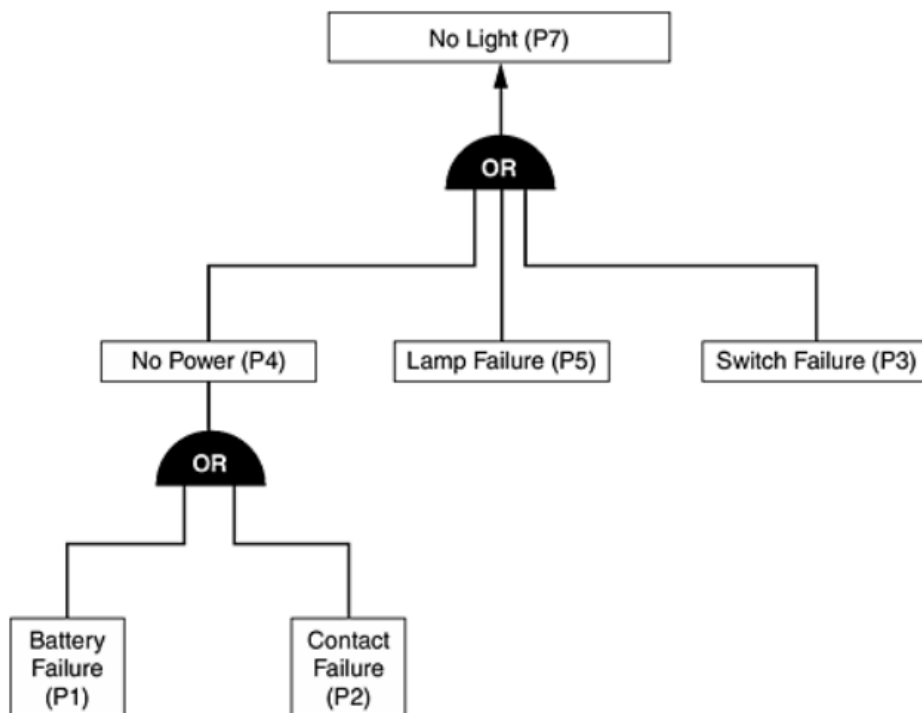 No Light (P7)
OR
No Power (P4)
Lamp Failure (P5)
Switch Failure (P3)
OR
Battery
Failure
(P1)
Contact
Failure
(P2)